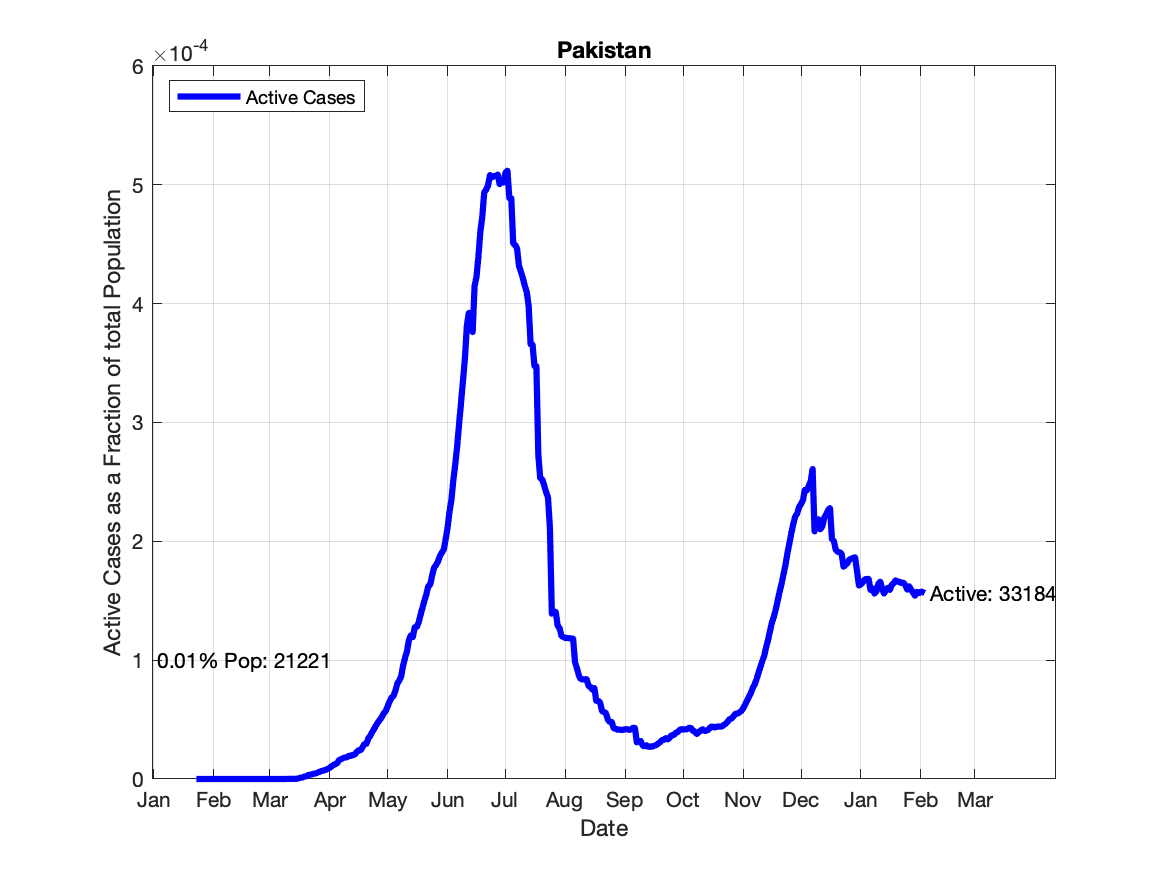 Pakistan
×10^-4
6
5
4
3
2
1
0
Active Cases as a Fraction of total Population
Active Cases
0.01% Pop: 21221
Active: 33184
Jan Feb Mar Apr May Jun Jul Aug Sep Oct Nov Dec Jan Feb Mar
Date